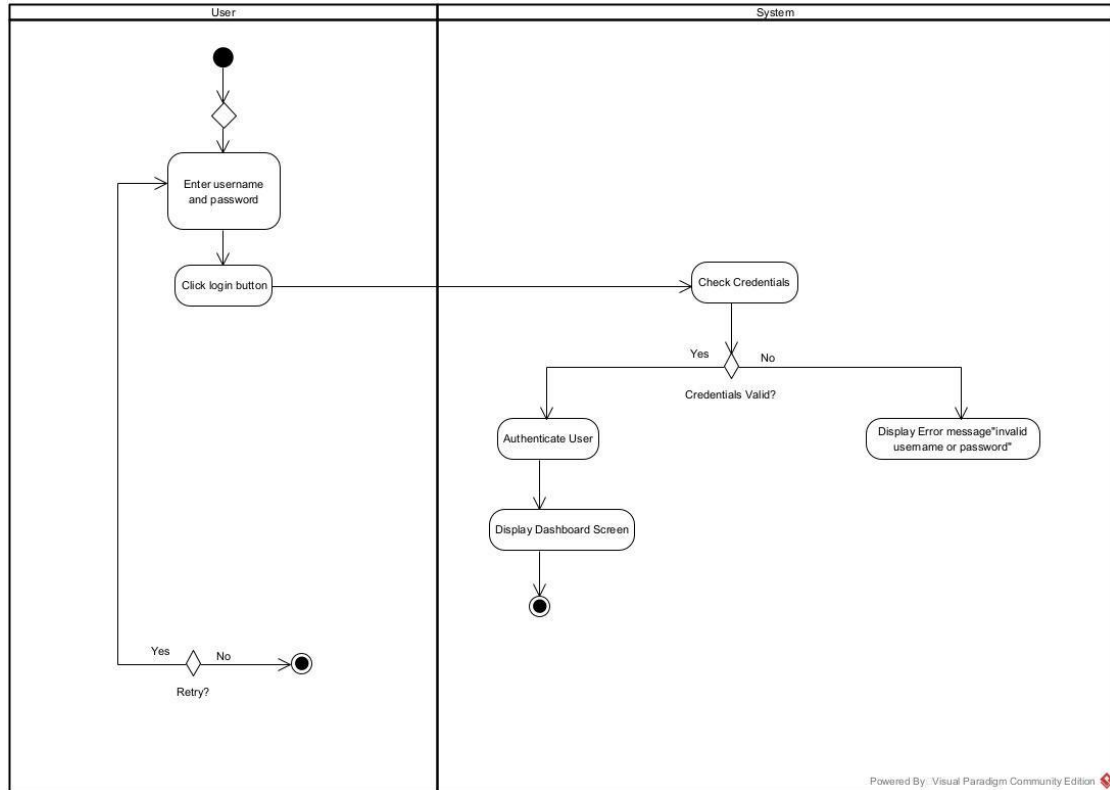 User
System
Enter username
and password
Click login button
Check Credentials
Yes
No
Credentials Valid?
Authenticate User
Display Error message"invalid
username or password"
Display Dashboard Screen
Yes
No
Retry?
Powered By: Visual Paradigm Community Edition